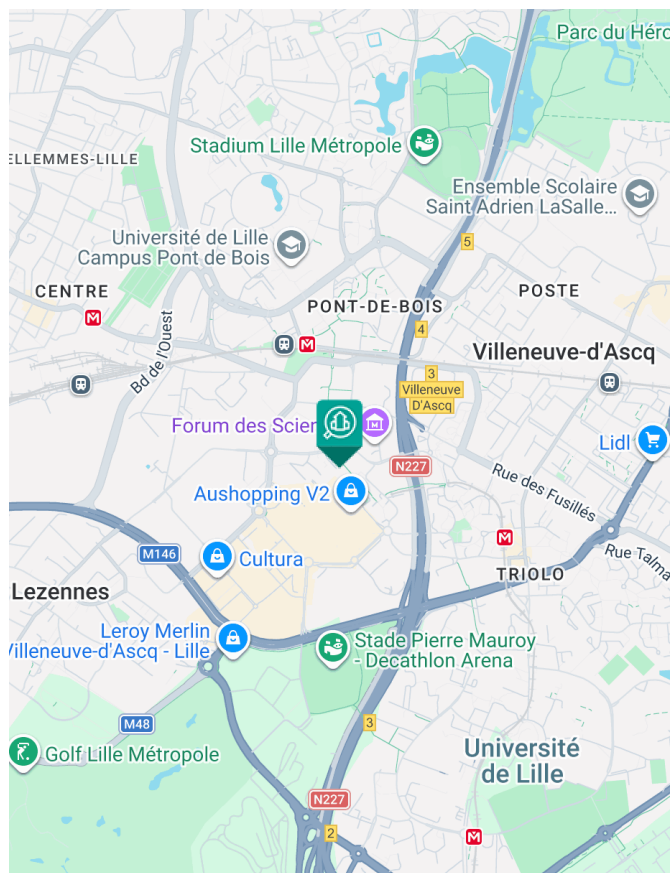 Parc du Héro
Stadium Lille Métropole
ELLEMMES-LILLE
Ensemble Scolaire
Saint Adrien LaSalle...
Université de Lille
Campus Pont de Bois
5
CENTRE
POSTE
PONT-DE-BOIS
M
Bd de l'Ouest
4
M
Villeneuve-d'Ascq
3
Villeneuve
D'Ascq
Forum des Scien
M
Lidl
N227
Rue des Fusillés
Aushopping V2
M
M146
Cultura
Rue Talma
TRIOLO
Lezennes
Leroy Merlin
Villeneuve-d'Ascq - Lille
Stade Pierre Mauroy
- Decathlon Arena
M48
3
Golf Lille Métropole
Université
de Lille
N227
2
M